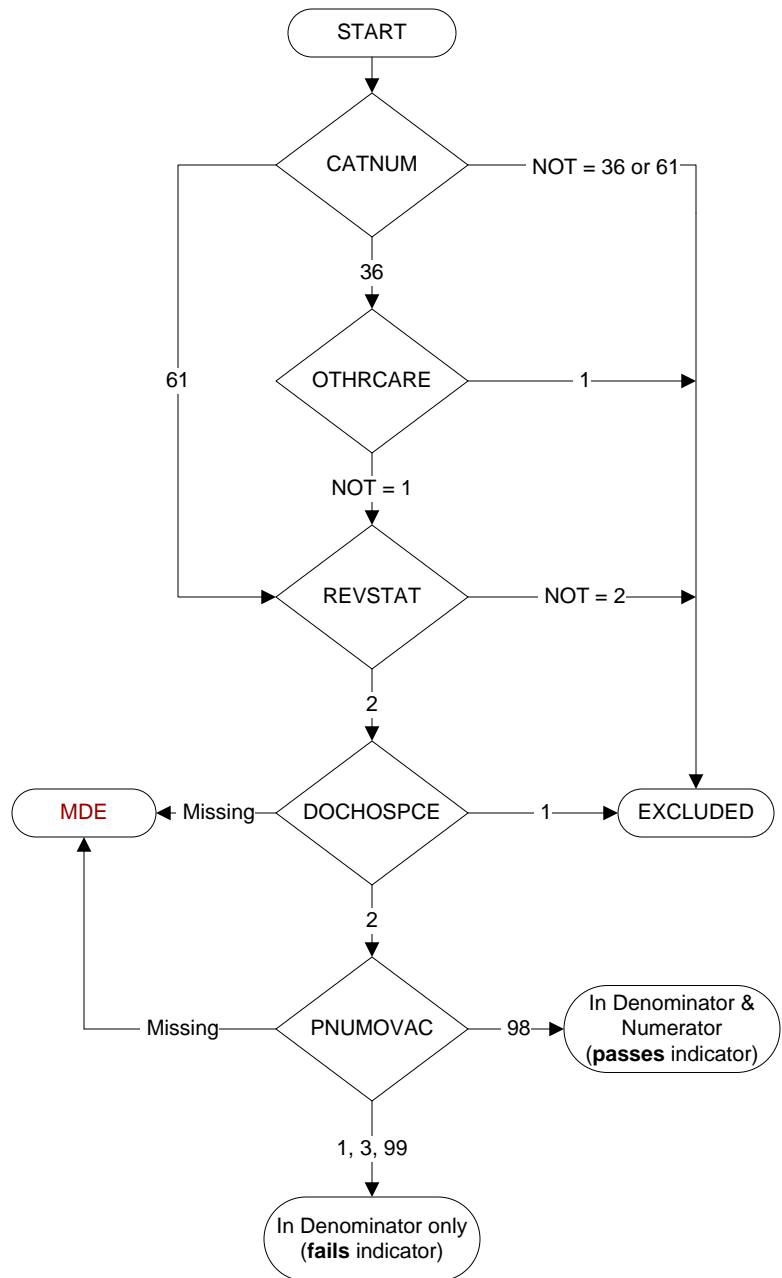 START
CATNUM
NOT = 36 or 61
36
OTHRCARE
61
1
NOT = 1
REVSTAT
NOT = 2
2
MDE
Missing
DOCHOSPCE
1
EXCLUDED
2
Missing
PNUMOVAC
98
In Denominator &
Numerator
(passes indicator)
1, 3, 99
In Denominator only
(fails indicator)